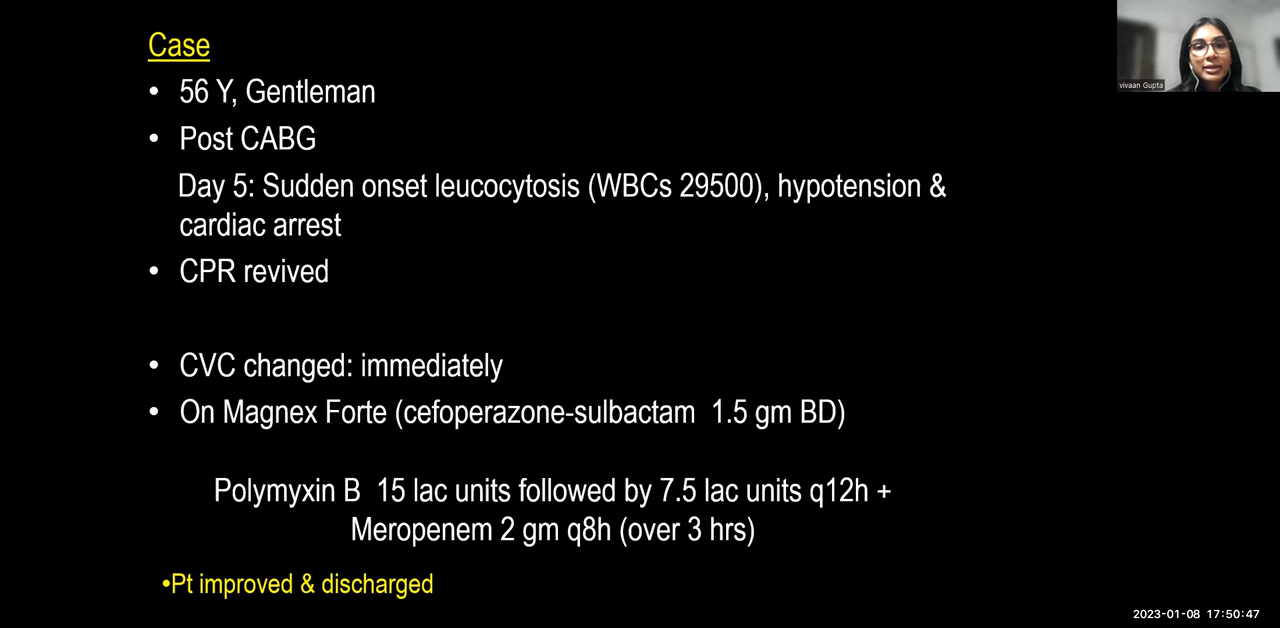 Case
• 56 Y, Gentleman
• Post CABG
Day 5: Sudden onset leucocytosis (WBCs 29500), hypotension &
cardiac arrest
• CPR revived
• CVC changed: immediately
• On Magnex Forte (cefoperazone-sulbactam 1.5 gm BD)
Polymyxin B 15 lac units followed by 7.5 lac units q12h +
Meropenem 2 gm q8h (over 3 hrs)
•Pt improved & discharged
vivaan Gupta
2023-01-08 17:50:47